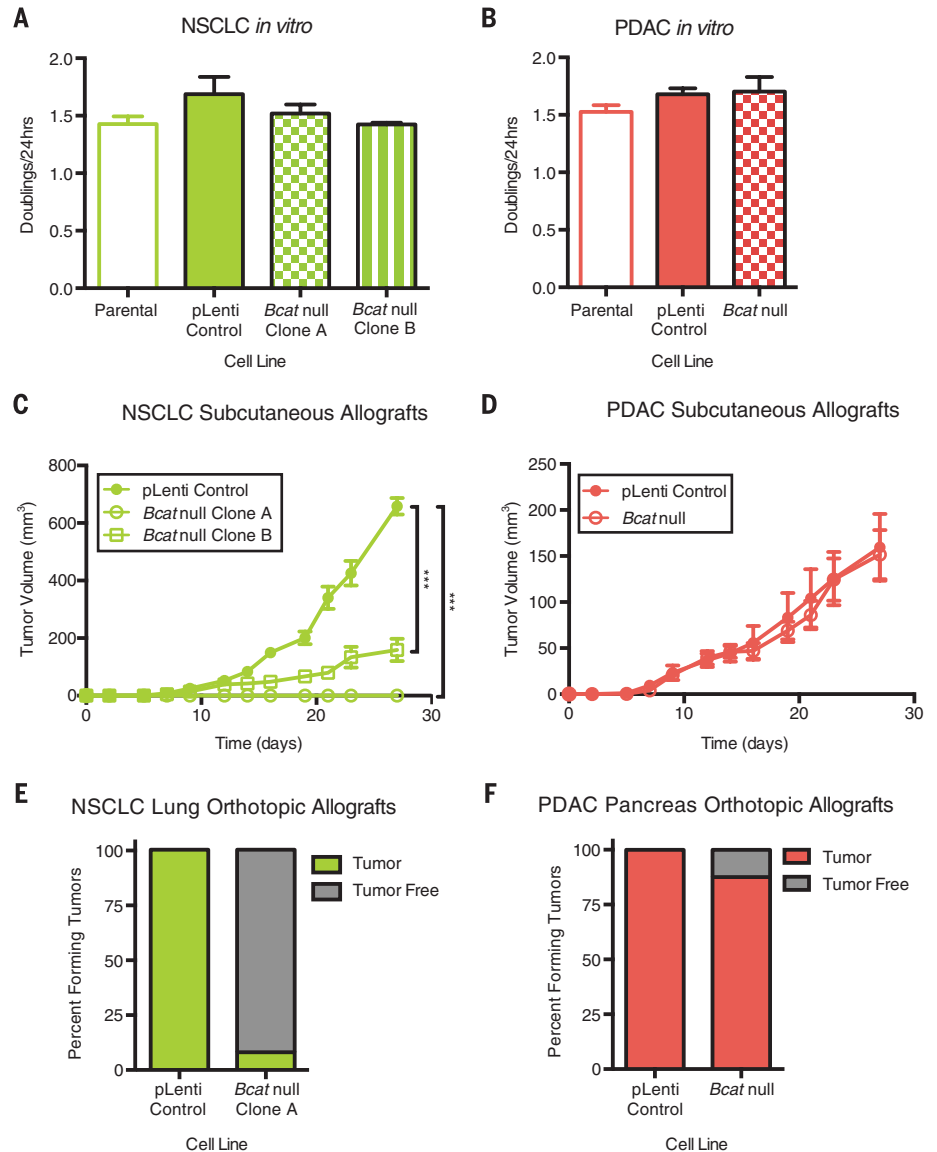 A
NSCLC in vitro
2.0
1.5
1.0
0.5
0.0
Doublings/24hrs
Parental
pLenti
Control
Bcat null
Clone A
Bcat null
Clone B
Cell Line
B
PDAC in vitro
2.0
1.5
1.0
0.5
0.0
Doublings/24hrs
Parental
pLenti
Control
Bcat null
Cell Line
C
NSCLC Subcutaneous Allografts
800
600
400
200
0
Tumor Volume (mm³)
pLenti Control
Bcat null Clone A
Bcat null Clone B
***
***
0
10
20
30
Time (days)
D
PDAC Subcutaneous Allografts
250
200
150
100
50
0
Tumor Volume (mm³)
pLenti Control
Bcat null
0
10
20
30
Time (days)
E
NSCLC Lung Orthotopic Allografts
100
75
50
25
0
Percent Forming Tumors
Tumor
Tumor Free
pLenti
Control
Bcat null
Clone A
Cell Line
F
PDAC Pancreas Orthotopic Allografts
100
75
50
25
0
Percent Forming Tumors
Tumor
Tumor Free
pLenti
Control
Bcat null
Cell Line